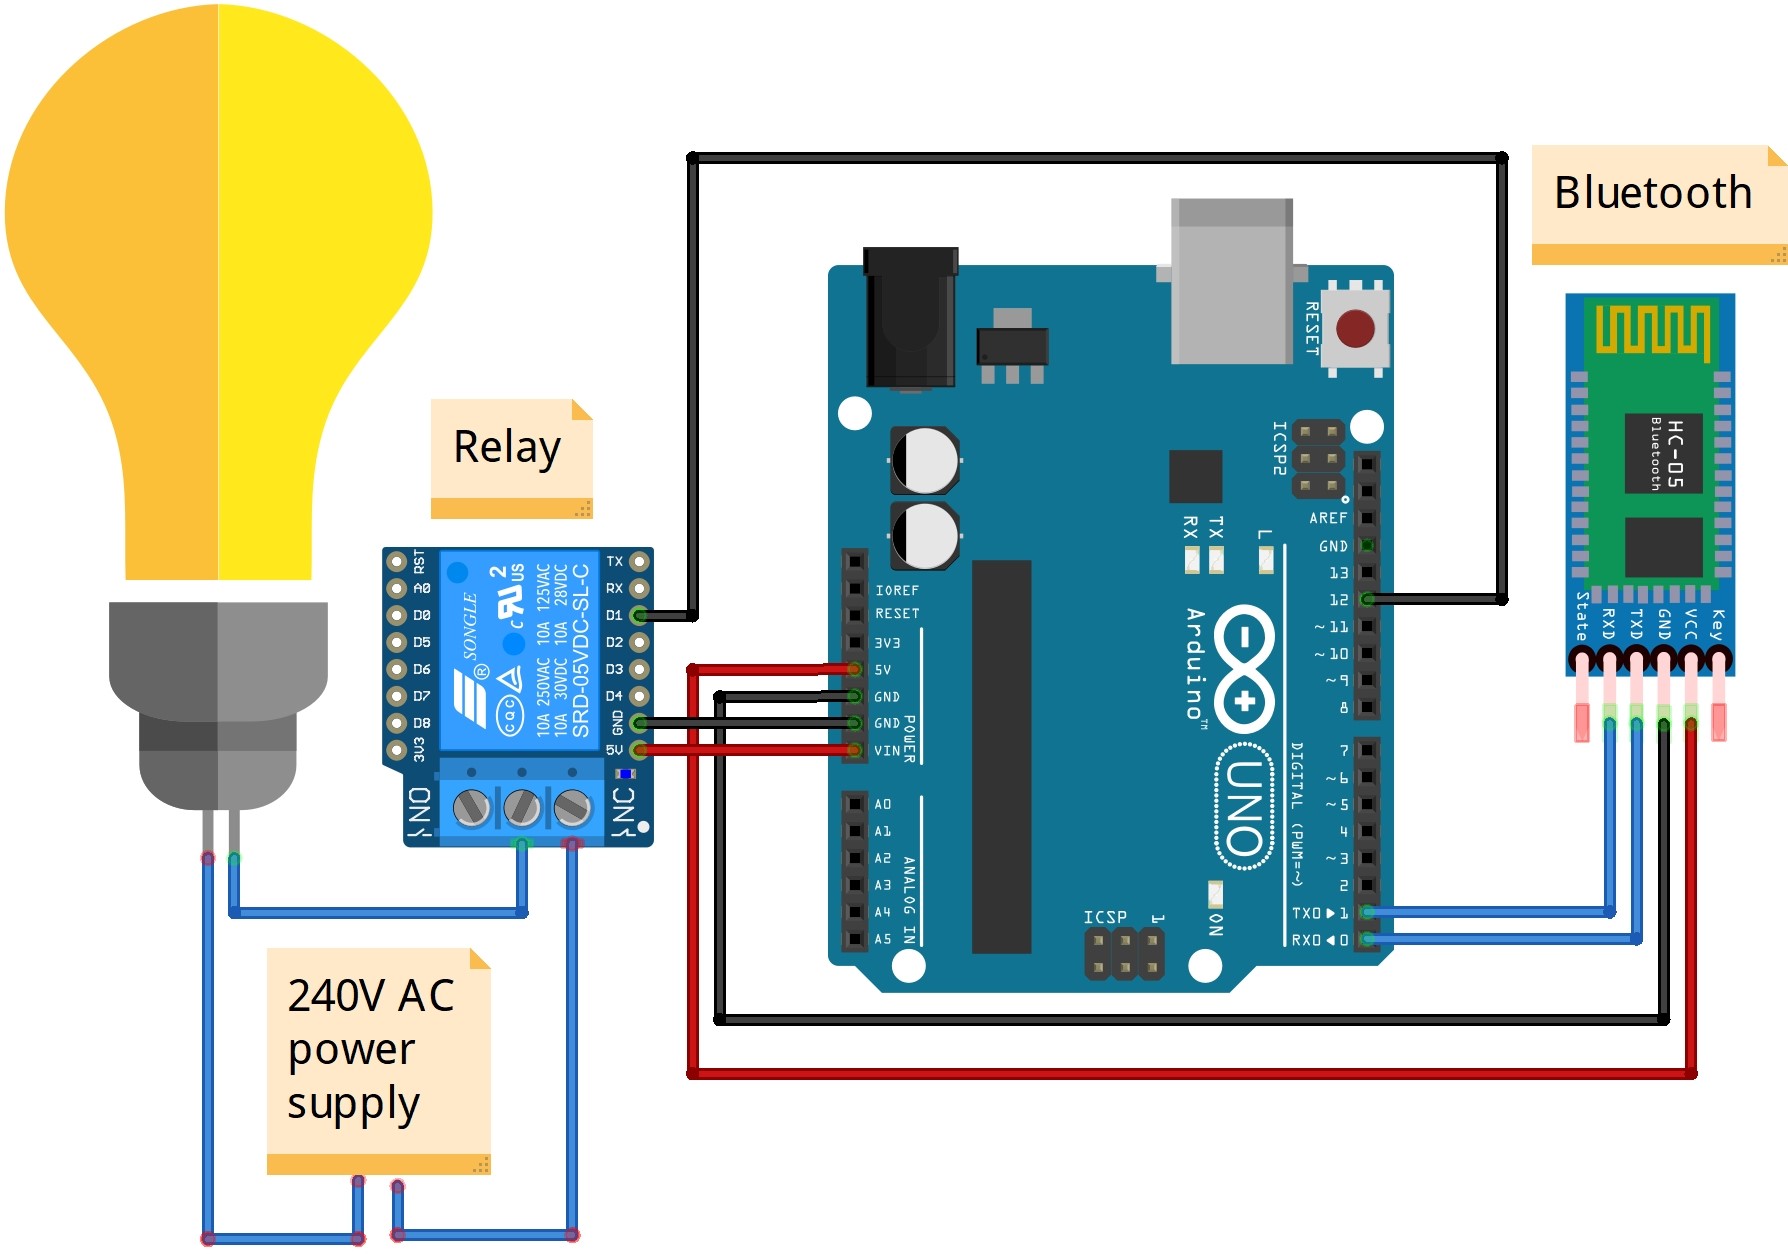 Bluetooth
Relay
240V AC
power
supply
RST
A0
D0
D5
D6
D7
D8
3V3
TX
RX
D1
D2
D3
D4
GND
5V
NO
NC
SONGLE
®
c RU US
2
CQC
10A 250VAC 10A 125VAC
10A 30VDC 10A 28VDC
SRD-05VDC-SL-C
RESET
ICSP2
IOREF
RESET
3V3
5V
GND
GND
VIN
POWER
A0
A1
A2
A3
A4
A5
ANALOG IN
RX
TX
L
Arduino™
UNO
ON
ICSP
1
AREF
GND
13
12
~11
~10
~9
8
7
~6
~5
4
~3
2
TX0▶1
RX0◀0
DIGITAL (PWM=~)
HC-05
Bluetooth
State
RXD
TXD
GND
VCC
Key